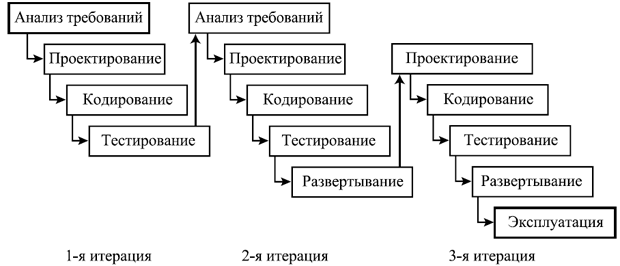 Анализ требований
Проектирование
Кодирование
Тестирование
1-я итерация
Анализ требований
Проектирование
Кодирование
Тестирование
Развертывание
2-я итерация
Проектирование
Кодирование
Тестирование
Развертывание
Эксплуатация
3-я итерация